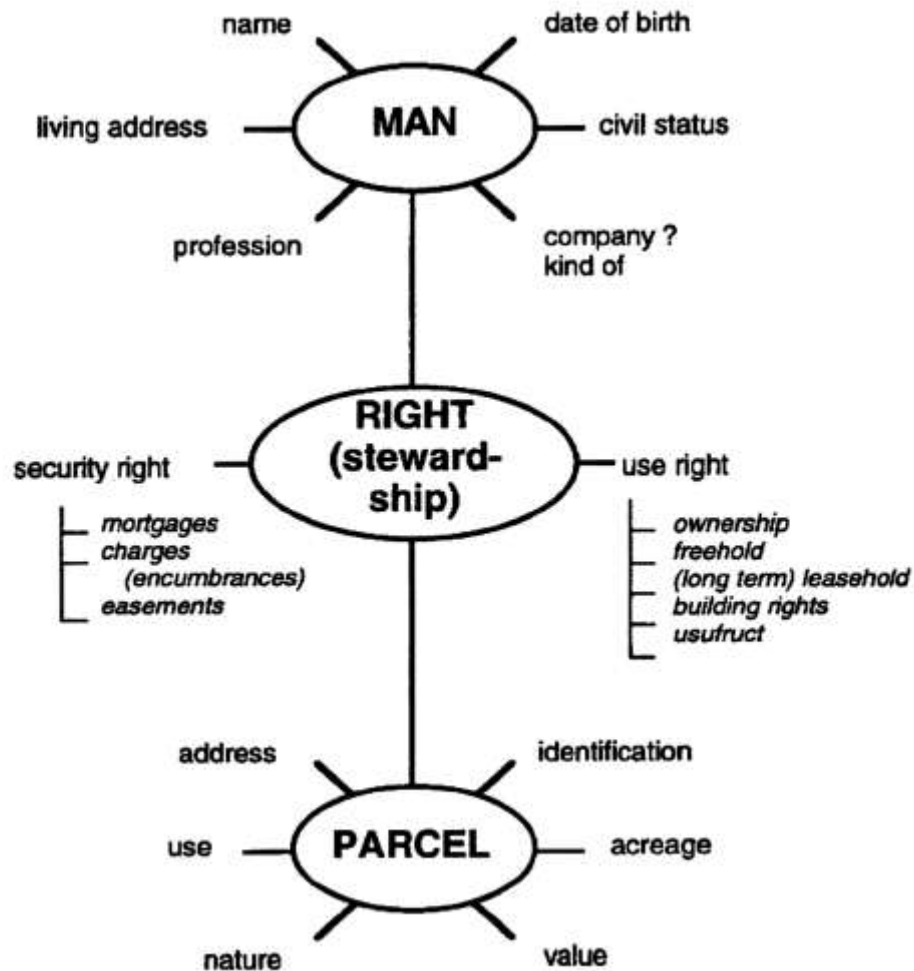 name
date of birth
MAN
living address
civil status
profession
company ?
kind of
RIGHT
(steward-
ship)
security right
use right
mortgages
charges
(encumbrances)
easements
ownership
freehold
(long term) leasehold
building rights
usufruct
address
identification
PARCEL
use
acreage
nature
value